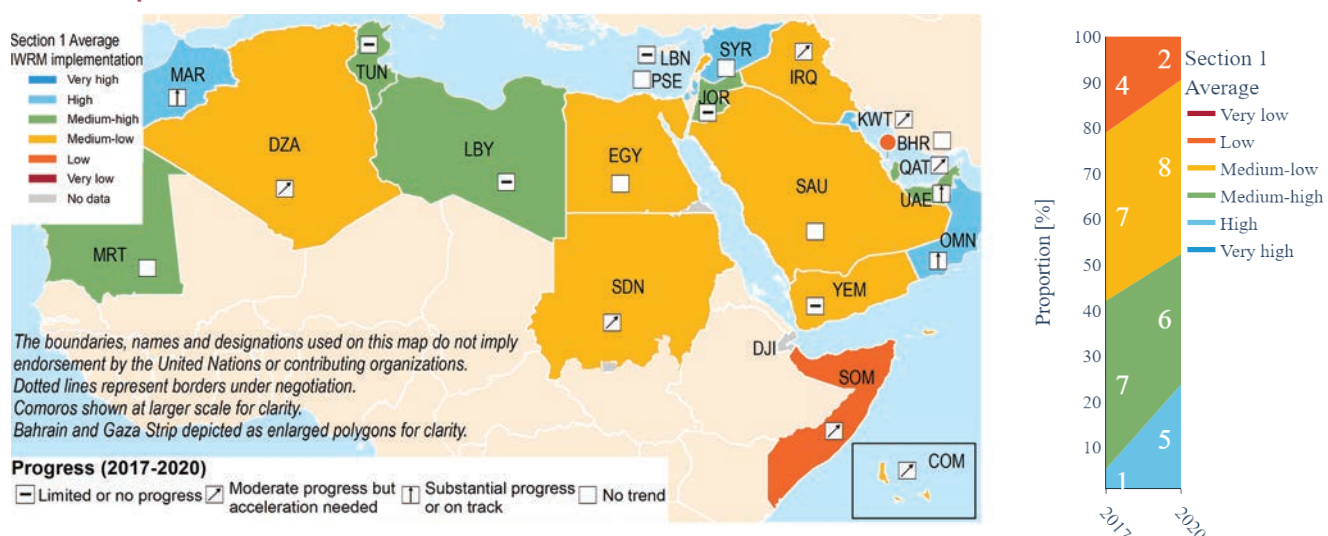 Section 1 Average
IWRM implementation
Very high
High
Medium-high
Medium-low
Low
Very low
No data
MAR
TUN
LBN
PSE
SYR
IRQ
JOR
KWT
BHR
QAT
UAE
DZA
LBY
EGY
SAU
OMN
MRT
SDN
YEM
DJI
SOM
COM
The boundaries, names and designations used on this map do not imply
endorsement by the United Nations or contributing organizations.
Dotted lines represent borders under negotiation.
Comoros shown at larger scale for clarity.
Bahrain and Gaza Strip depicted as enlarged polygons for clarity.
Progress (2017-2020)
Limited or no progress
Moderate progress but
acceleration needed
Substantial progress
or on track
No trend
Proportion [%]
100
90
80
70
60
50
40
30
20
10
4
2
7
8
7
6
1
5
2017
2020
Section 1
Average
Very low
Low
Medium-low
Medium-high
High
Very high